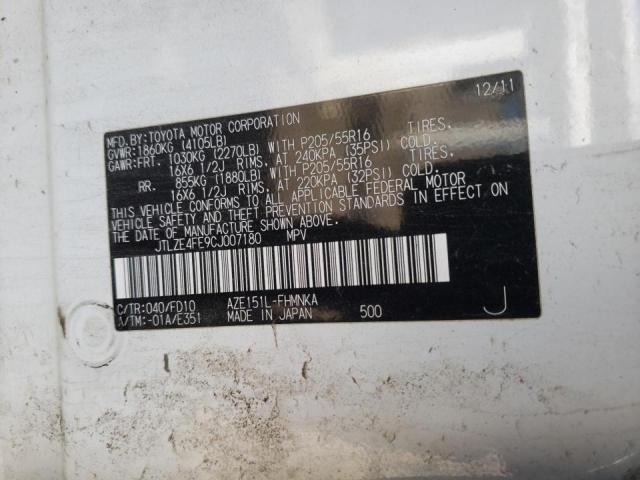 MFD.BY:TOYOTA MOTOR CORPORATION 12/11
GVWR:1860KG (4105LB)
GAWR:FRT. 1030KG (2270LB) WITH P205/55R16 TIRES.
16X6 1/2J RIMS, AT 240KPA (35PSI) COLD.
RR. 855KG (1880LB) WITH P205/55R16 TIRES.
16X6 1/2J RIMS, AT 220KPA (32PSI) COLD.
THIS VEHICLE CONFORMS TO ALL APPLICABLE FEDERAL MOTOR
VEHICLE SAFETY AND THEFT PREVENTION STANDARDS IN EFFECT ON
THE DATE OF MANUFACTURE SHOWN ABOVE.
JTLZE4FE9CJ007180 MPV
C/TR:040/FD10 AZE151L-FHMNKA
A/TM:-01A/E351 MADE IN JAPAN 500 J